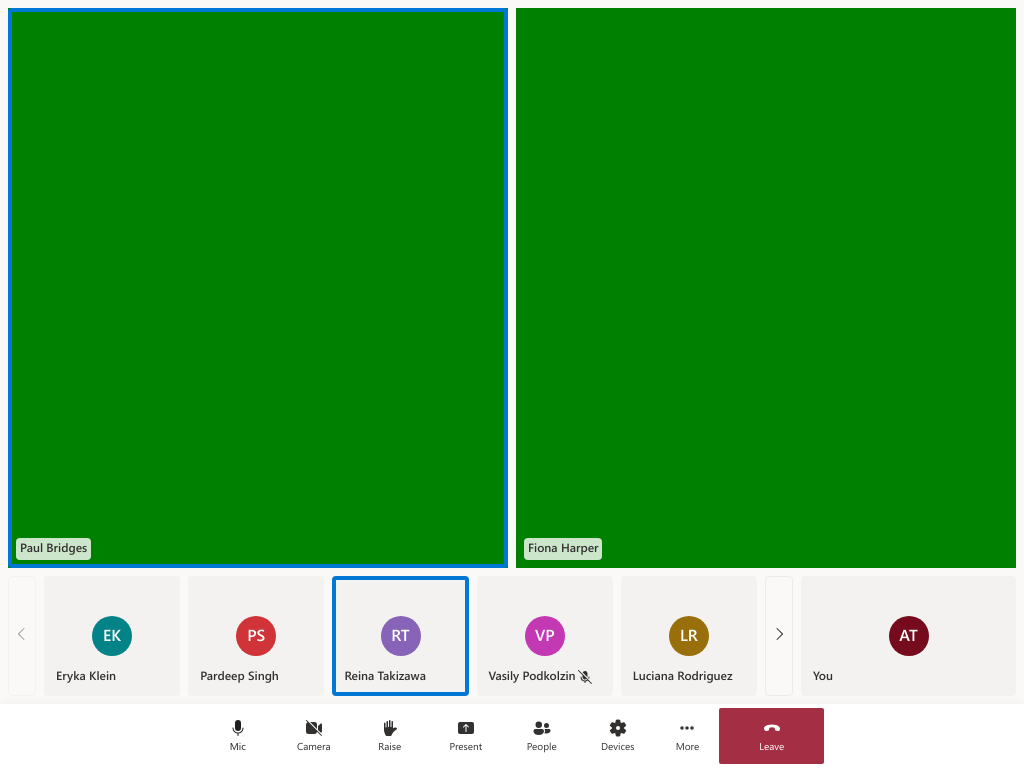 Paul Bridges
Fiona Harper
EK
PS
RT
VP
LR
AT
Eryka Klein
Pardeep Singh
Reina Takizawa
Vasily Podkolzin
Luciana Rodriguez
You
Mic
Camera
Raise
Present
People
Devices
More
Leave